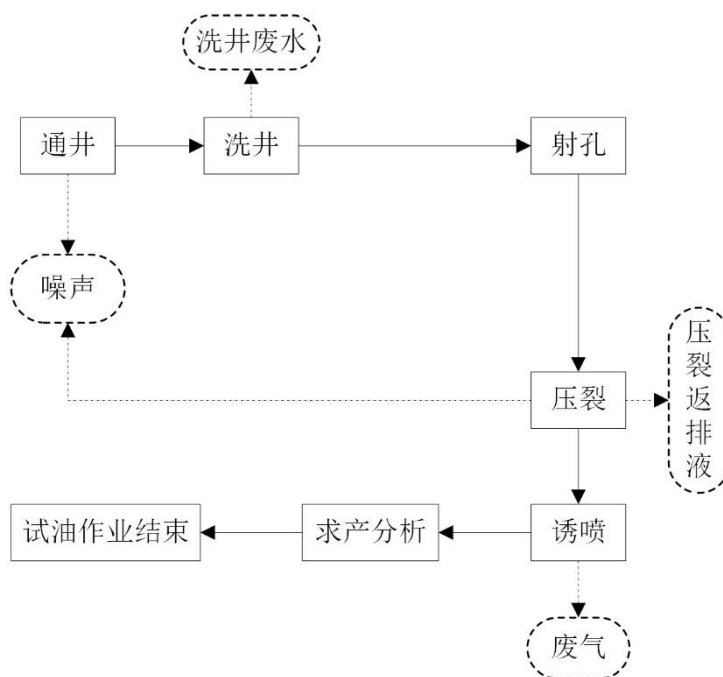 洗井废水
通井
洗井
射孔
噪声
压裂
压
裂
返
排
液
试油作业结束
求产分析
诱喷
废气